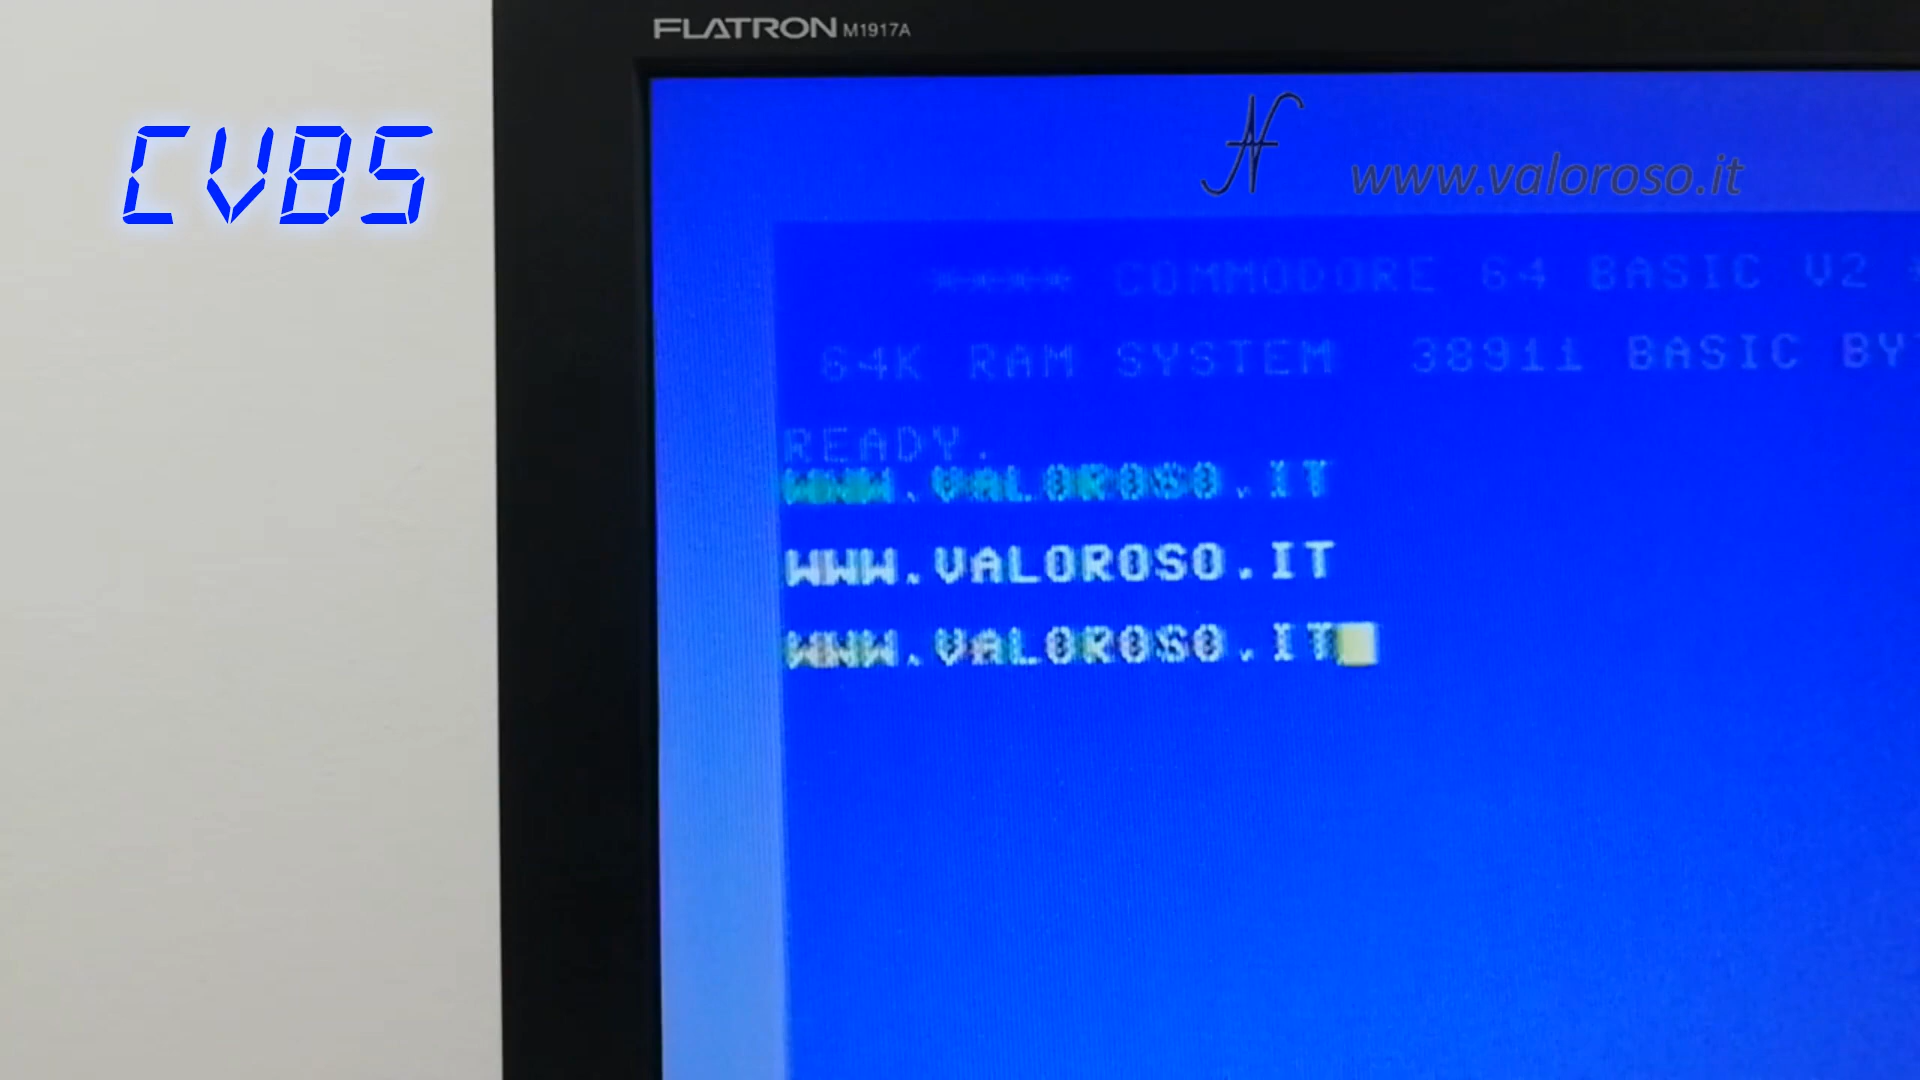 FLATRON M1917A
CVBS
www.valoroso.it
**** COMMODORE 64 BASIC V2
64K RAM SYSTEM 38911 BASIC BY
READY.
WWW.VALOROSO.IT
WWW.VALOROSO.IT
WWW.VALOROSO.IT